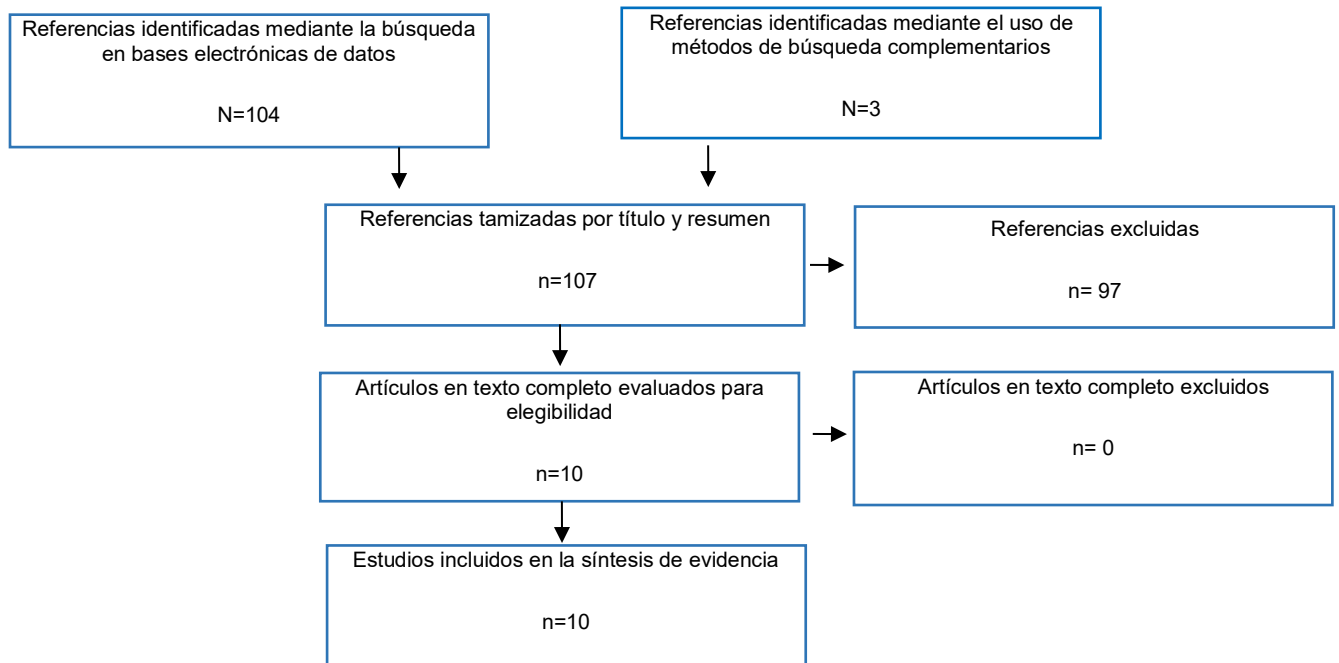 Referencias identificadas mediante la búsqueda
en bases electrónicas de datos
N=104
Referencias identificadas mediante el uso de
métodos de búsqueda complementarios
N=3
Referencias tamizadas por título y resumen
n=107
Referencias excluidas
n= 97
Artículos en texto completo evaluados para
elegibilidad
n=10
Artículos en texto completo excluidos
n= 0
Estudios incluidos en la síntesis de evidencia
n=10